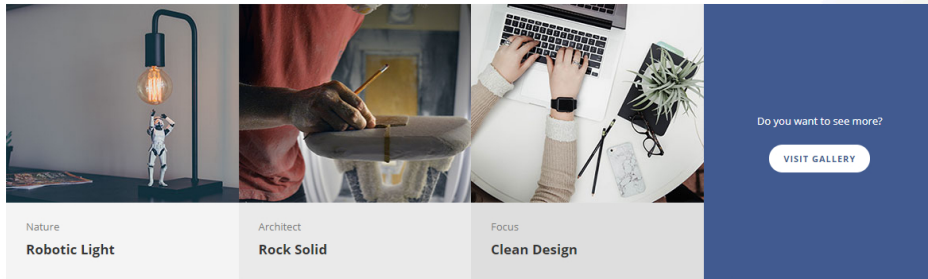 Nature
Robotic Light
Architect
Rock Solid
Focus
Clean Design
Do you want to see more?
VISIT GALLERY